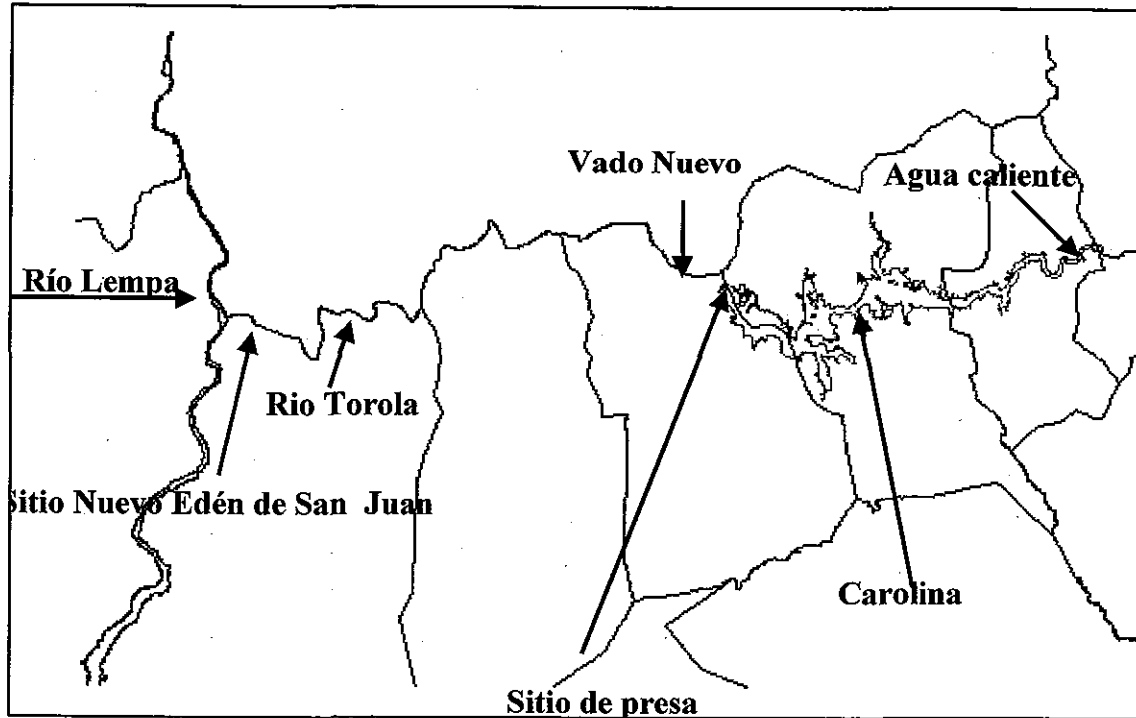 Vado Nuevo
Agua caliente
Río Lempa
Rio Torola
Sitio Nuevo Edén de San Juan
Carolina
Sitio de presa